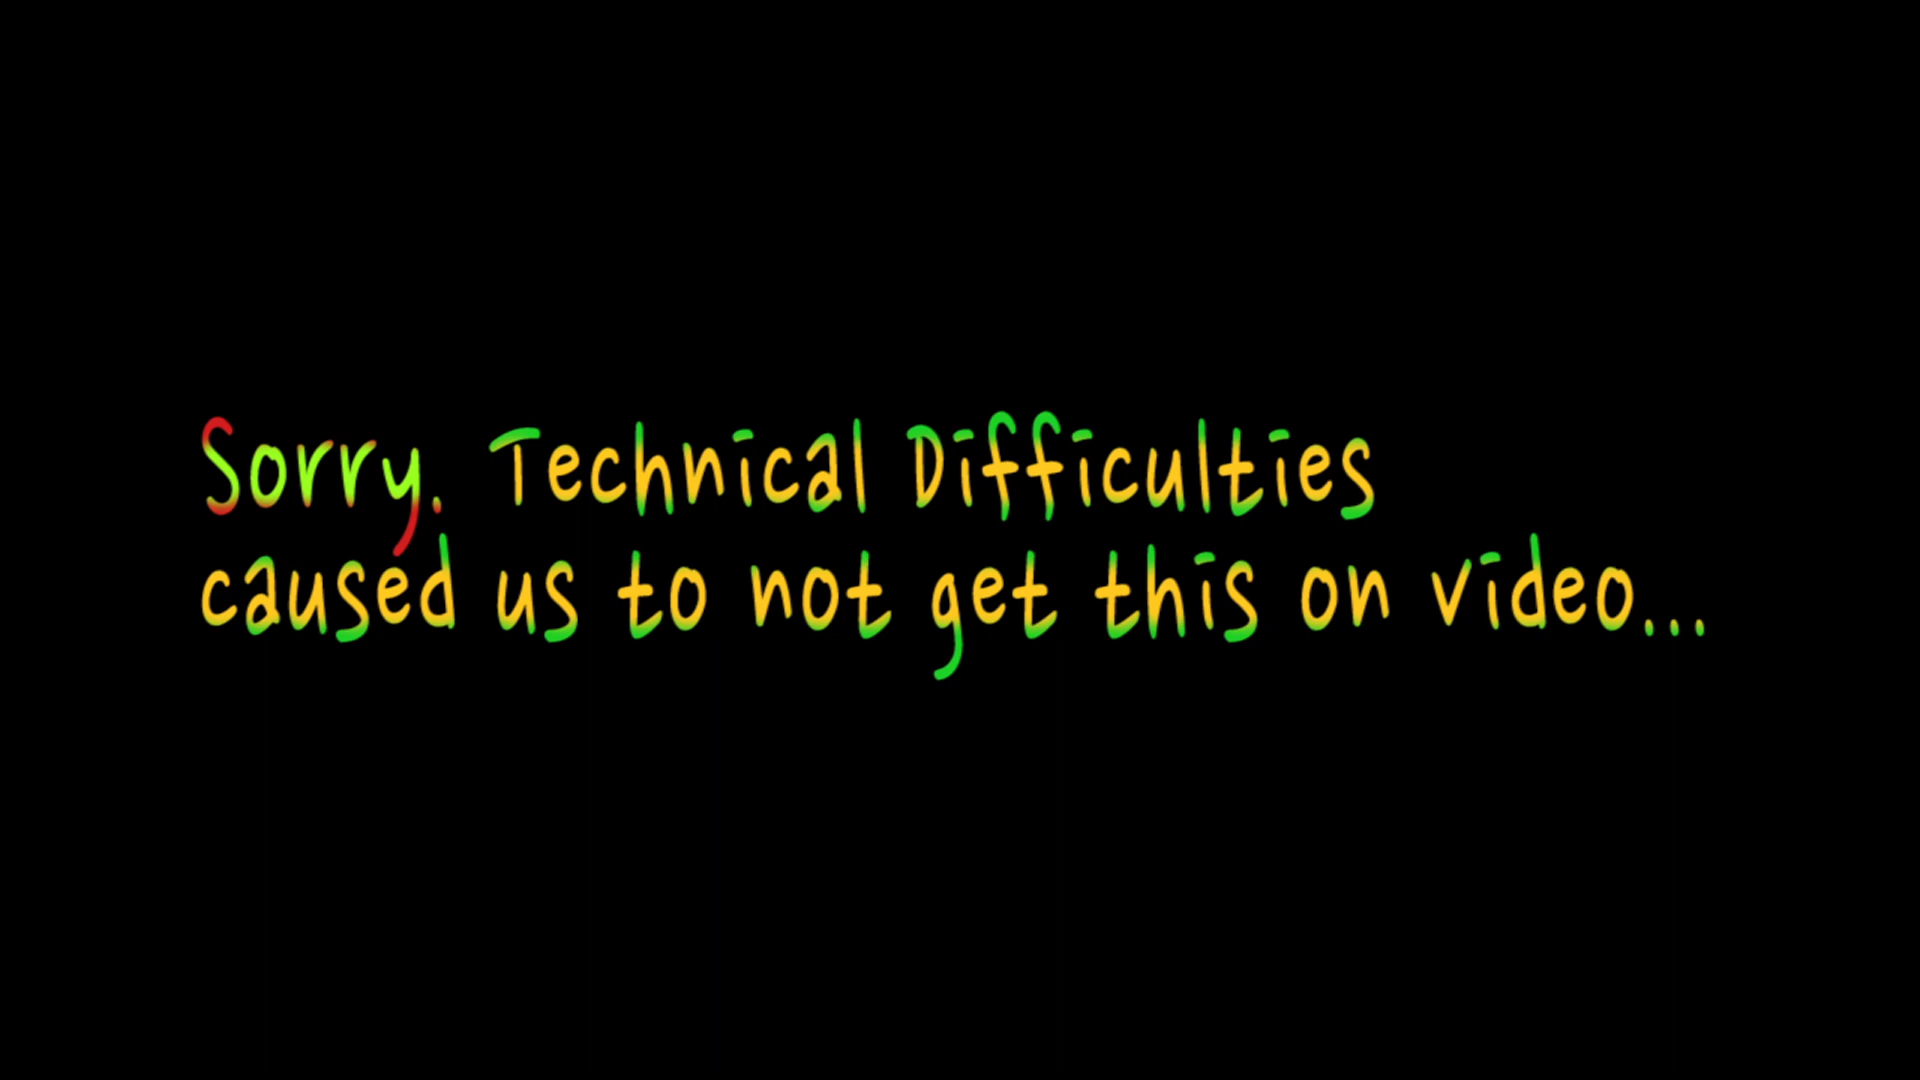 Sorry. Technical Difficulties
caused us to not get this on video...